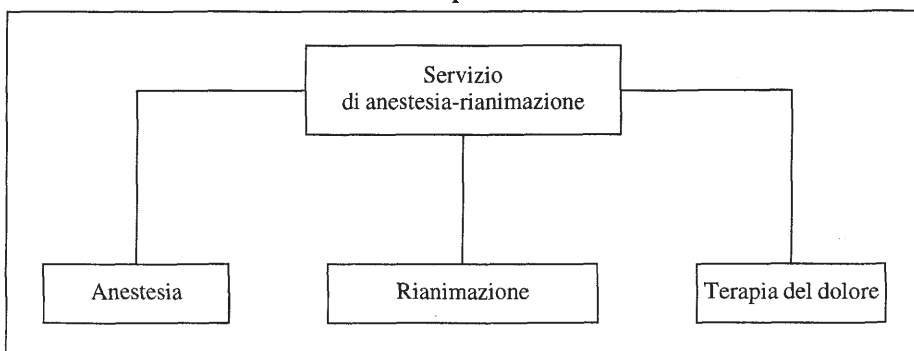 Servizio
di anestesia-rianimazione
Anestesia
Rianimazione
Terapia del dolore